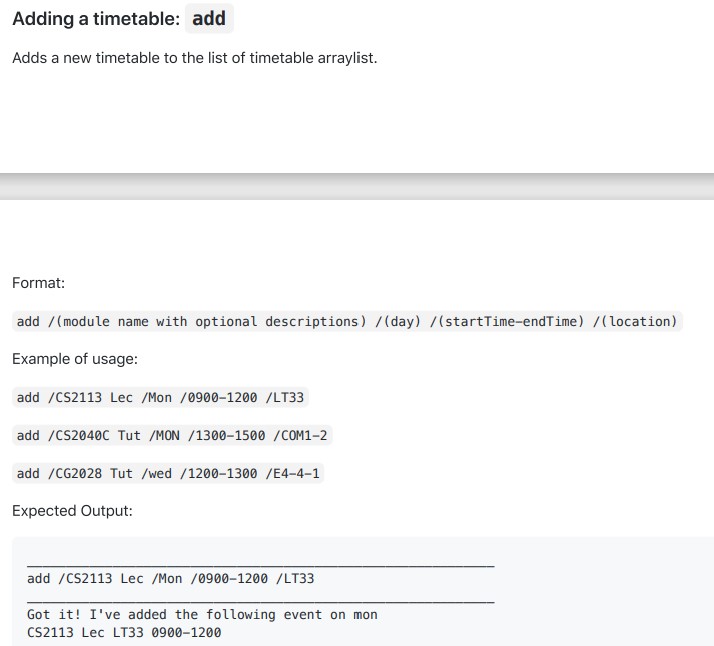 Adding a timetable: add
Adds a new timetable to the list of timetable arraylist.
Format:
add /(module name with optional descriptions) /(day) /(startTime-endTime) /(location)
Example of usage:
add /CS2113 Lec /Mon /0900-1200 /LT33
add /CS2040C Tut /MON /1300-1500 /COM1-2
add /CG2028 Tut /wed /1200-1300 /E4-4-1
Expected Output:
add /CS2113 Lec /Mon /0900-1200 /LT33
Got it! I've added the following event on mon
CS2113 Lec LT33 0900-1200